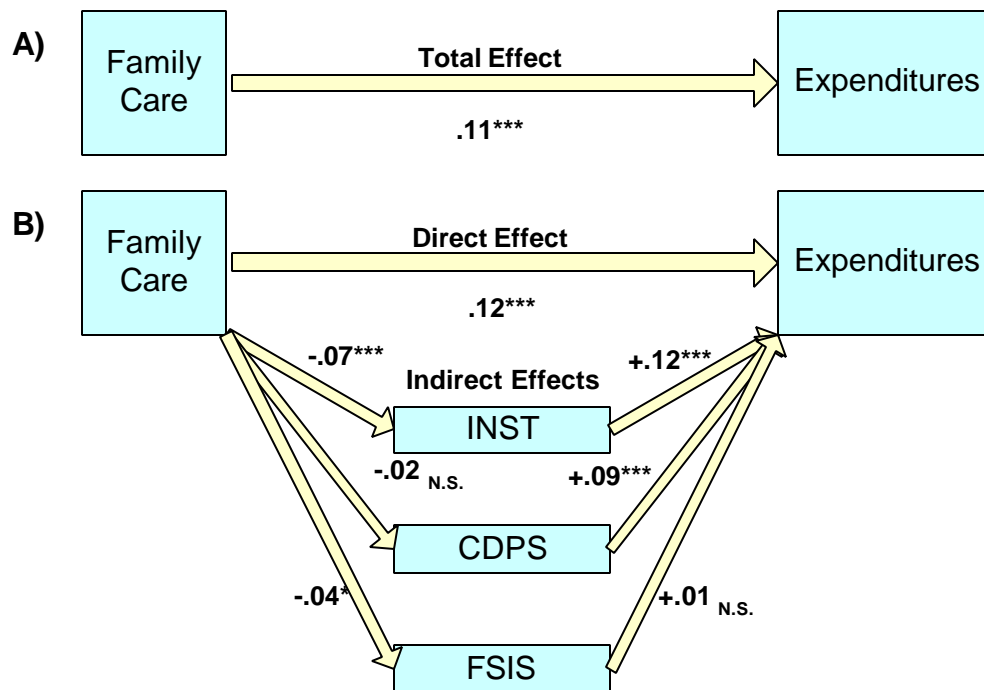 A)
Family
Care
Total Effect
.11***
Expenditures
B)
Family
Care
Direct Effect
.12***
Expenditures
-.07***
Indirect Effects
+.12***
INST
-.02 N.S.
+.09***
CDPS
-.04*
+.01 N.S.
FSIS